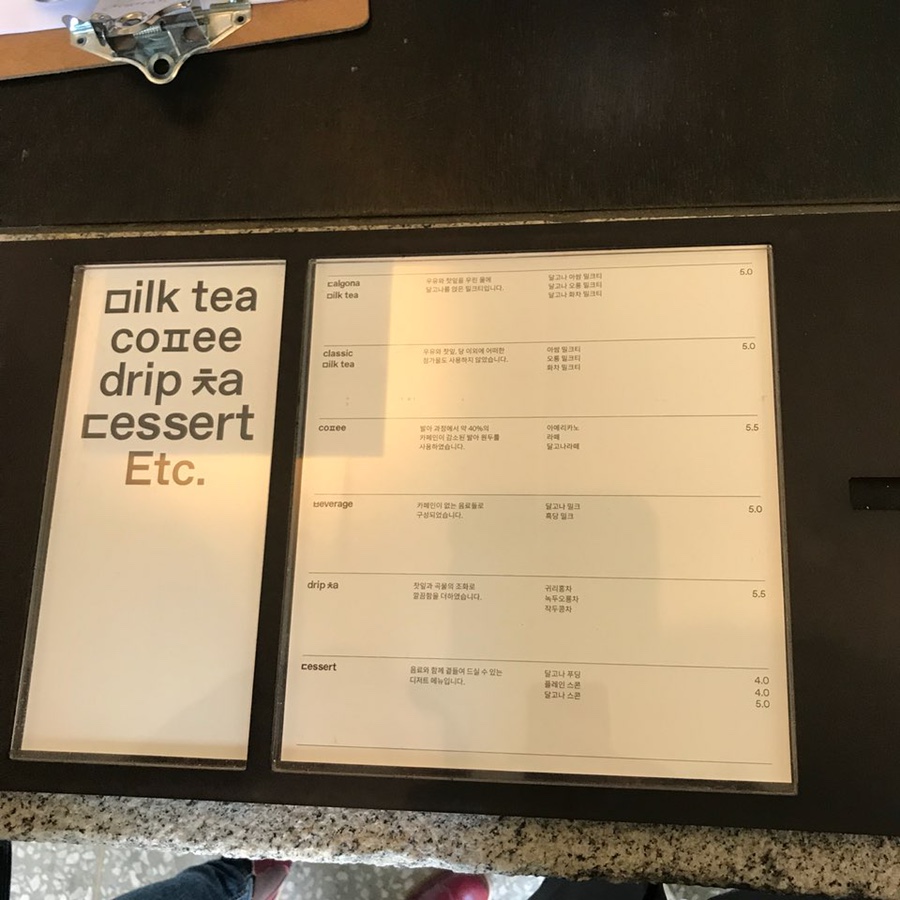 ㅁilk tea
coㅍee
drip ㅊa
ㄷessert
Etc.
ㄷalgona
ㅁilk tea
우유와 찻잎을 우린 물에
달고나를 얹은 밀크티입니다.
달고나 아쌈 밀크티
달고나 오룡 밀크티
달고나 화차 밀크티
5.0
classic
ㅁilk tea
우유와 찻잎, 당 이외에 어떠한
첨가물도 사용하지 않았습니다.
아쌈 밀크티
오룡 밀크티
화차 밀크티
5.0
coㅍee
발아 과정에서 약 40%의
카페인이 감소된 발아 원두를
사용하였습니다.
아메리카노
라떼
달고나라떼
5.5
ㅂeverage
카페인이 없는 음료들로
구성되었습니다.
달고나 밀크
흑당 밀크
5.0
drip ㅊa
찻잎과 곡물의 조화로
깔끔함을 더하였습니다.
귀리홍차
녹두오룡차
작두콩차
5.5
ㄷessert
음료와 함께 곁들여 드실 수 있는
디저트 메뉴입니다.
달고나 푸딩
플레인 스콘
달고나 스콘
4.0
4.0
5.0